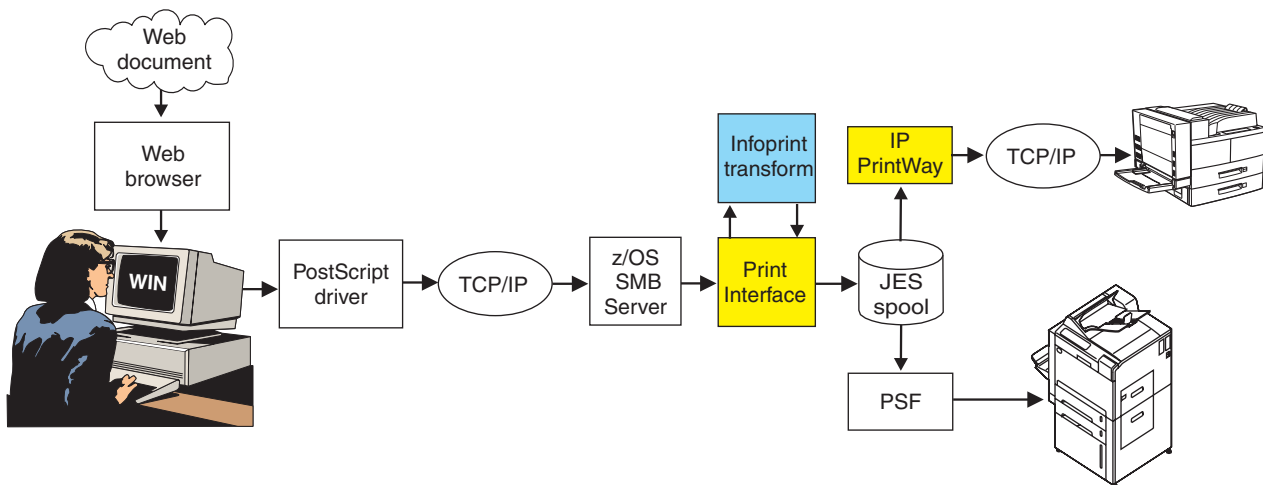 Web
document
Web
browser
WIN
PostScript
driver
TCP/IP
z/OS
SMB
Server
Infoprint
transform
Print
Interface
JES
spool
IP
PrintWay
TCP/IP
PSF